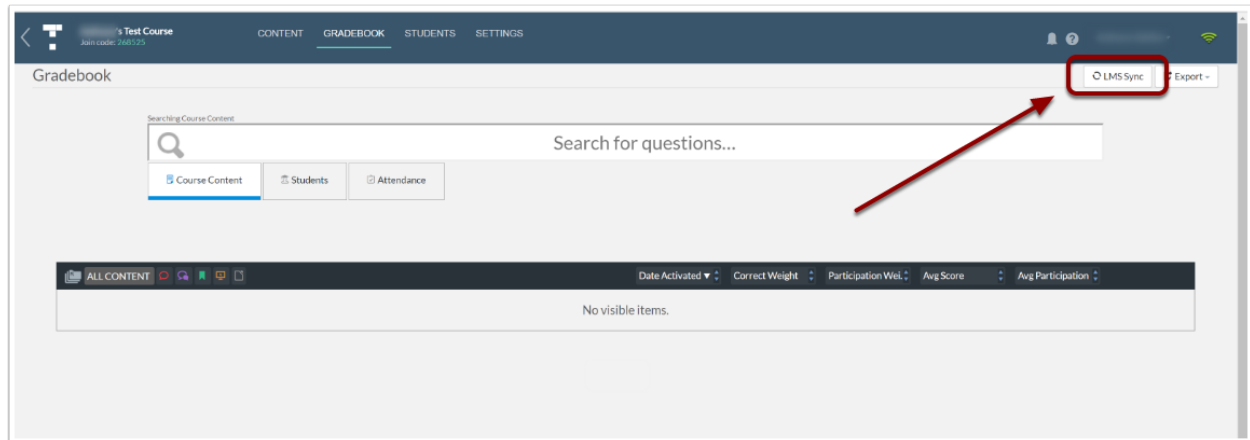 's Test Course
Join code: 268525
CONTENT GRADEBOOK STUDENTS SETTINGS
Gradebook
LMS Sync
Export
Searching Course Content
Search for questions...
Course Content
Students
Attendance
ALL CONTENT
Date Activated ▼
Correct Weight
Participation Wei.
Avg Score
Avg Participation
No visible items.